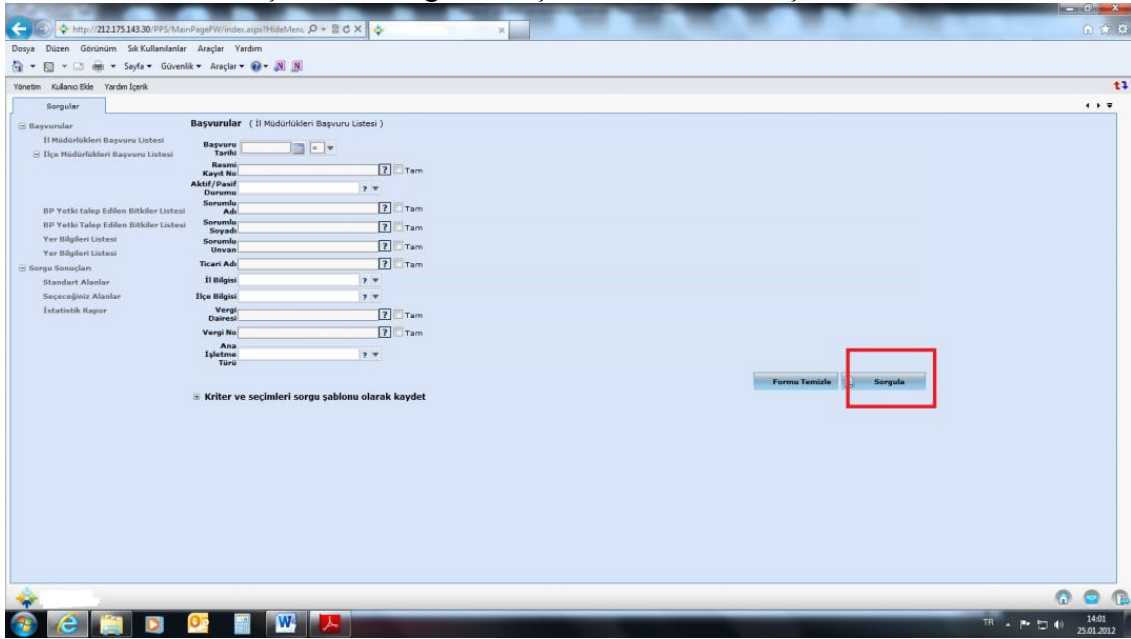 http://212.175.143.30/PPS/MainPageFW/index.aspx?HideMenu
Dosya Düzen Görünüm Sık Kullanılanlar Araçlar Yardım
Sayfa Güvenlik Araçlar
Yönetim Kullanıcı Ekle Yardım İçerik
Sorgular
Başvurular
İl Müdürlükleri Başvuru Listesi
İlçe Müdürlükleri Başvuru Listesi
BP Yetki talep Edilen Bitkiler Listesi
BP Yetki Talep Edilen Bitkiler Listesi
Yer Bilgileri Listesi
Yer Bilgileri Listesi
Sorgu Sonuçları
Standart Alanlar
Seçeceğiniz Alanlar
İstatistik Rapor
Başvurular ( İl Müdürlükleri Başvuru Listesi )
Başvuru
Tarihi =
Resmi
Kayıt No ? Tam
Aktif/Pasif
Durumu ?
Sorumlu
Adı ? Tam
Sorumlu
Soyadı ? Tam
Sorumlu
Unvan ? Tam
Ticari Adı ? Tam
İl Bilgisi ?
İlçe Bilgisi ?
Vergi
Dairesi ? Tam
Vergi No ? Tam
Ana
İşletme
Türü ?
Formu Temizle Sorgula
Kriter ve seçimleri sorgu şablonu olarak kaydet
TR 14:01
25.01.2012